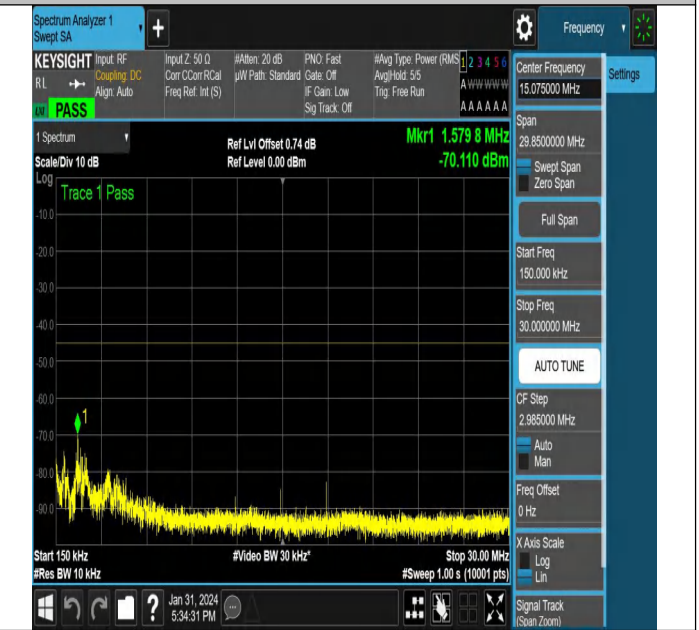 Spectrum Analyzer 1
Swept SA
+
Frequency
KEYSIGHT
RL
LXI
PASS
Input: RF
Coupling: DC
Align: Auto
Input Z: 50 Ω
Corr CCorr RCal
Freq Ref: Int (S)
#Atten: 20 dB
µW Path: Standard
PNO: Fast
Gate: Off
IF Gain: Low
Sig Track: Off
#Avg Type: Power (RMS
Avg|Hold: 5/5
Trig: Free Run
1 2 3 4 5 6
A W W W W W
A A A A A A
1 Spectrum
Scale/Div 10 dB
Ref Lvl Offset 0.74 dB
Ref Level 0.00 dBm
Mkr1 1.579 8 MHz
-70.110 dBm
Log
Trace 1 Pass
-10.0
-20.0
-30.0
-40.0
-50.0
-60.0
-70.0
-80.0
-90.0
1
Start 150 kHz
#Res BW 10 kHz
#Video BW 30 kHz*
Stop 30.00 MHz
#Sweep 1.00 s (10001 pts)
?
Jan 31, 2024
5:34:31 PM
Center Frequency
15.075000 MHz
Settings
Span
29.8500000 MHz
Swept Span
Zero Span
Full Span
Start Freq
150.000 kHz
Stop Freq
30.000000 MHz
AUTO TUNE
CF Step
2.985000 MHz
Auto
Man
Freq Offset
0 Hz
X Axis Scale
Log
Lin
Signal Track
(Span Zoom)